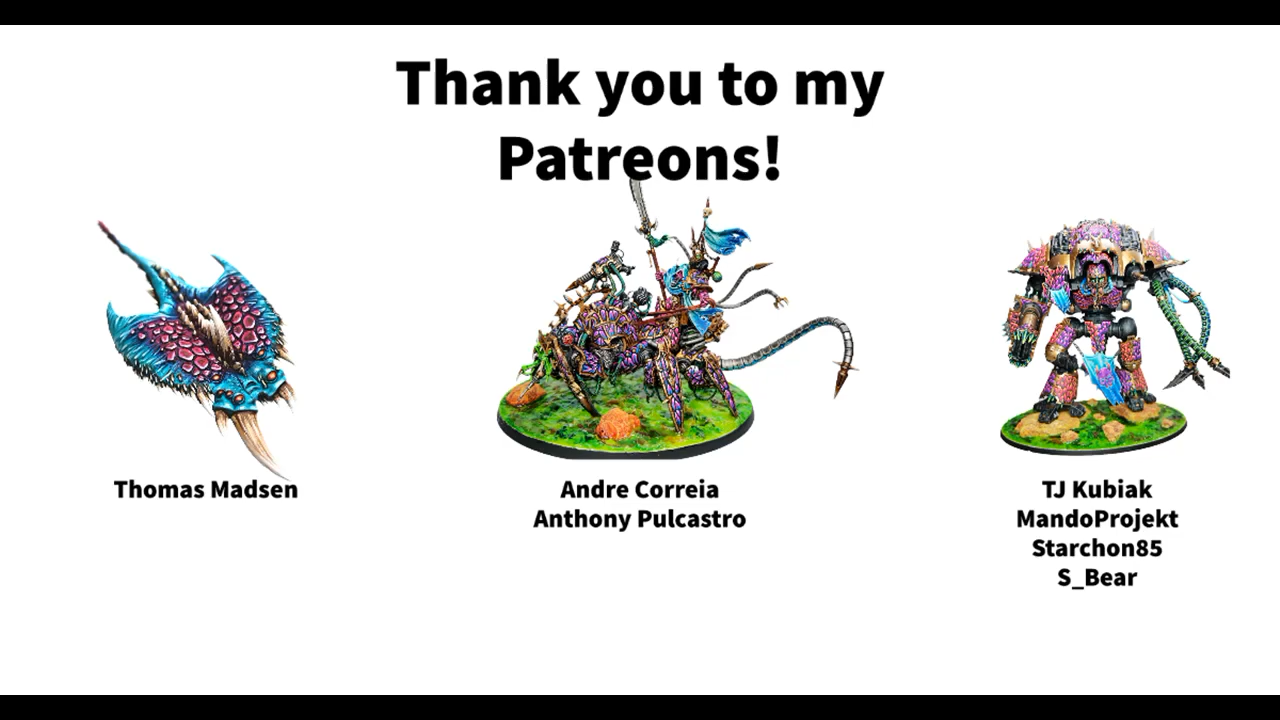 Thank you to my
Patreons!
Thomas Madsen
Andre Correia
Anthony Pulcastro
TJ Kubiak
MandoProjekt
Starchon85
S_Bear